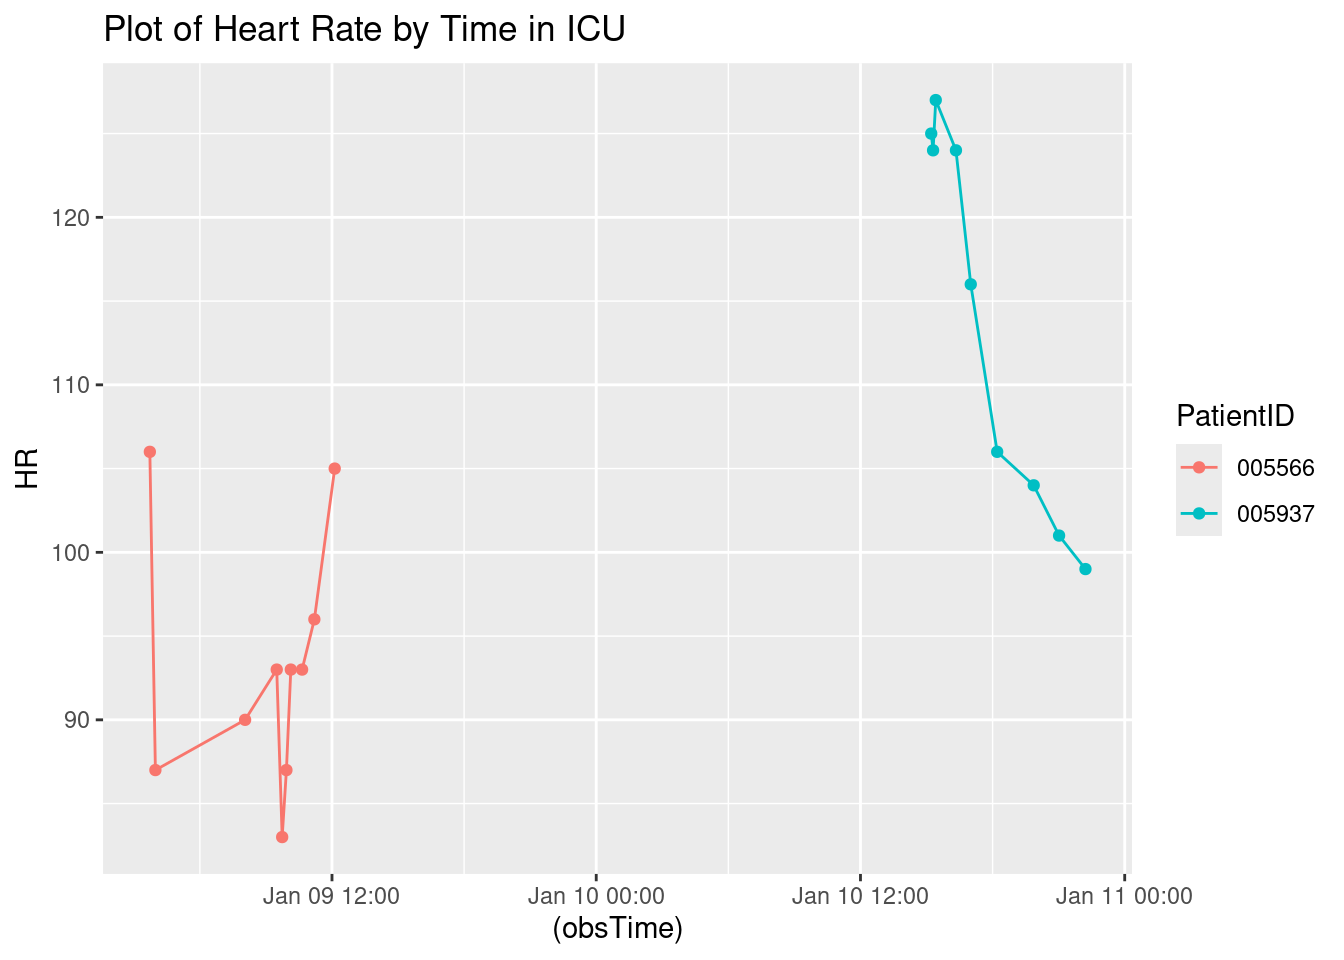 Plot of Heart Rate by Time in ICU
HR
120
110
100
90
Jan 09 12:00
Jan 10 00:00
Jan 10 12:00
Jan 11 00:00
(obsTime)
PatientID
005566
005937